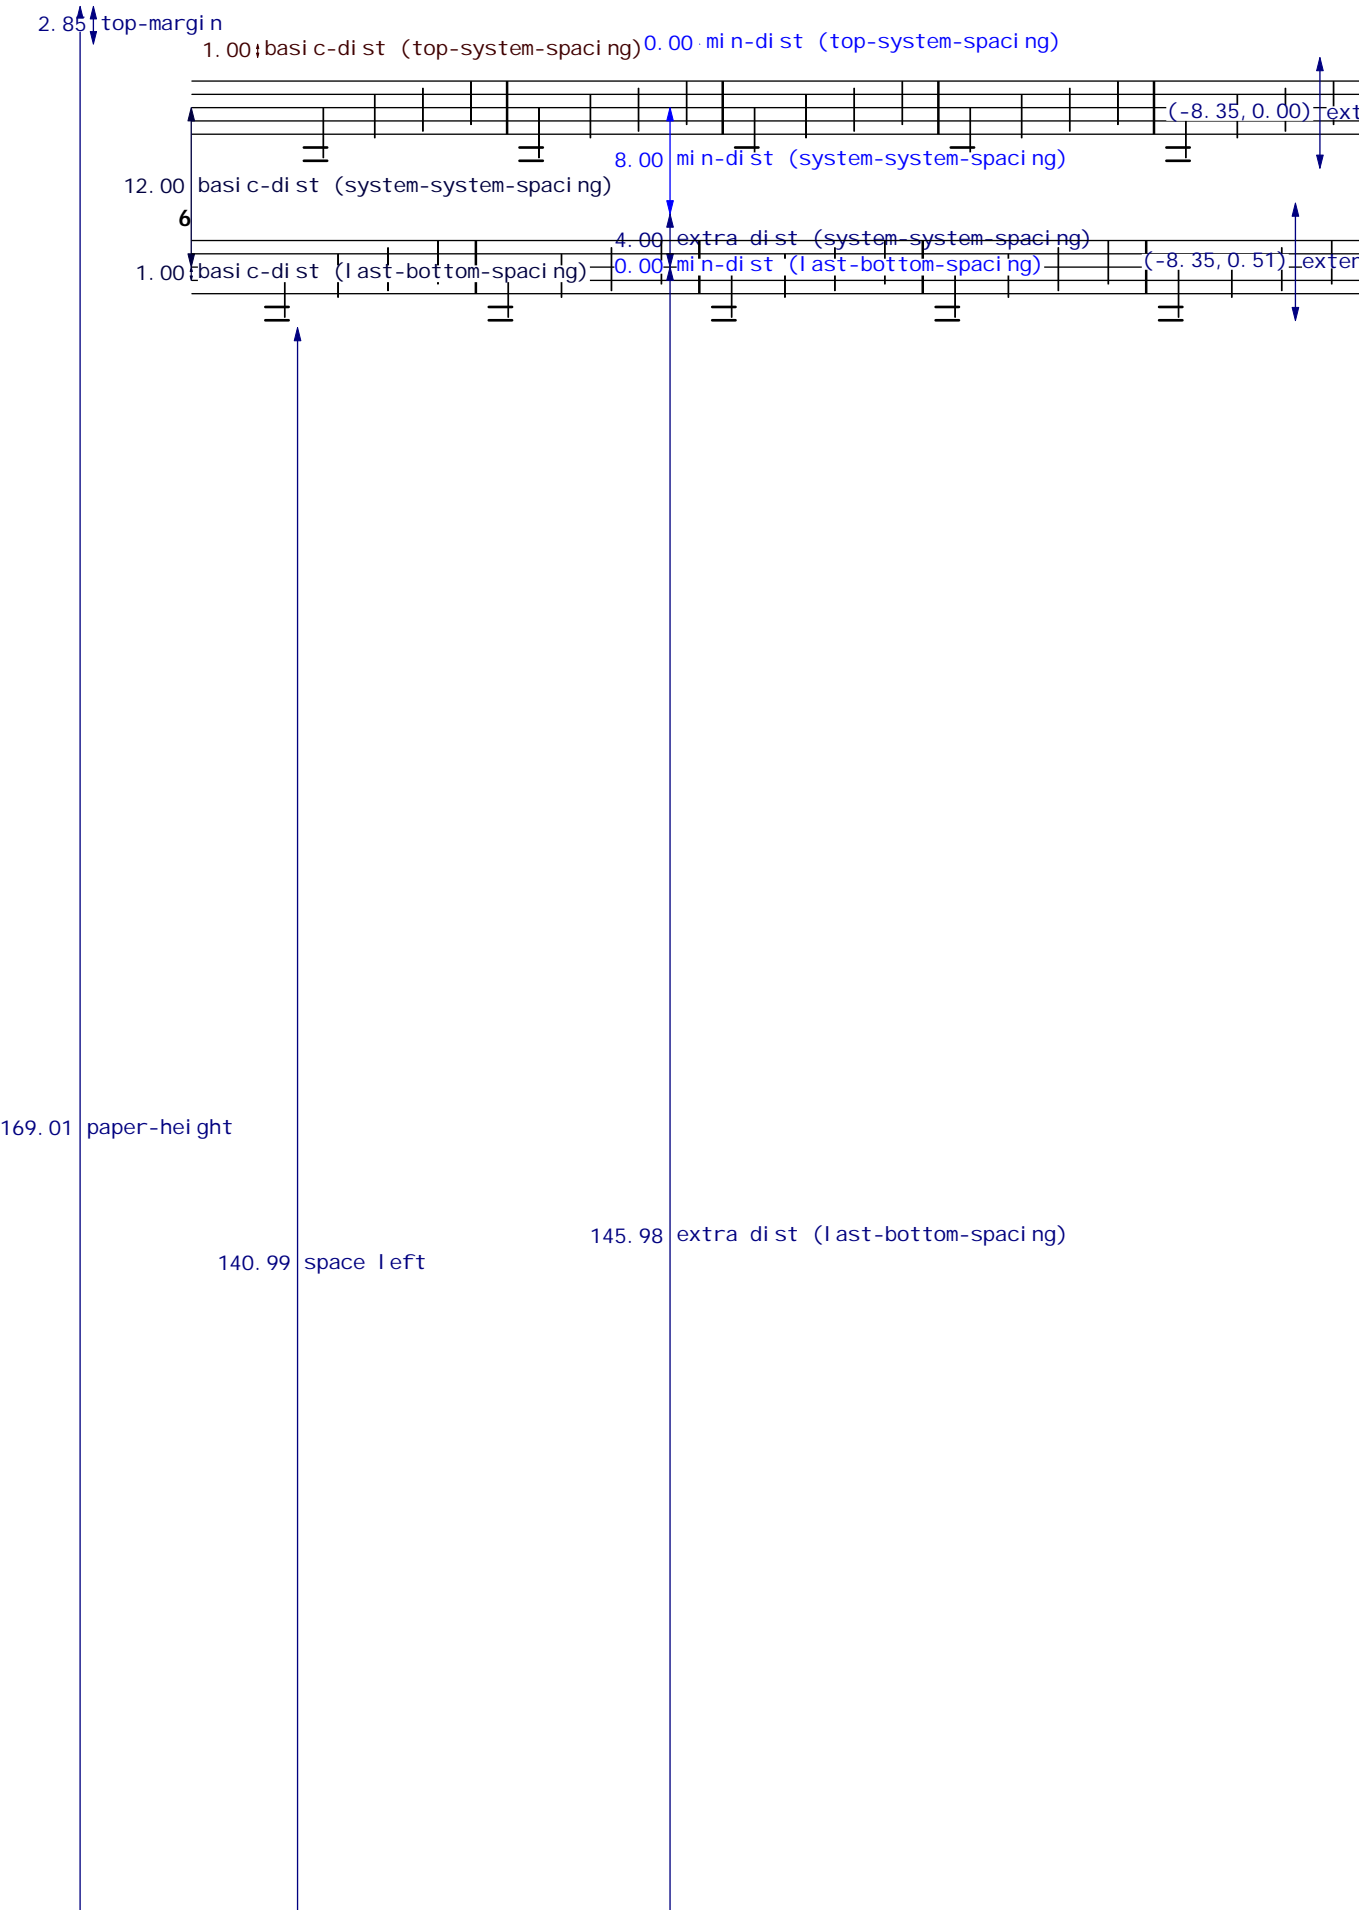 2.85 top-margin
1.00 basic-dist (top-system-spacing) 0.00 min-dist (top-system-spacing)
(-8.35,0.00) ext
8.00 min-dist (system-system-spacing)
12.00 basic-dist (system-system-spacing)
6
4.00 extra dist (system-system-spacing)
1.00 basic-dist (last-bottom-spacing) 0.00 min-dist (last-bottom-spacing) (-8.35,0.51) exten
169.01 paper-height
145.98 extra dist (last-bottom-spacing)
140.99 space left